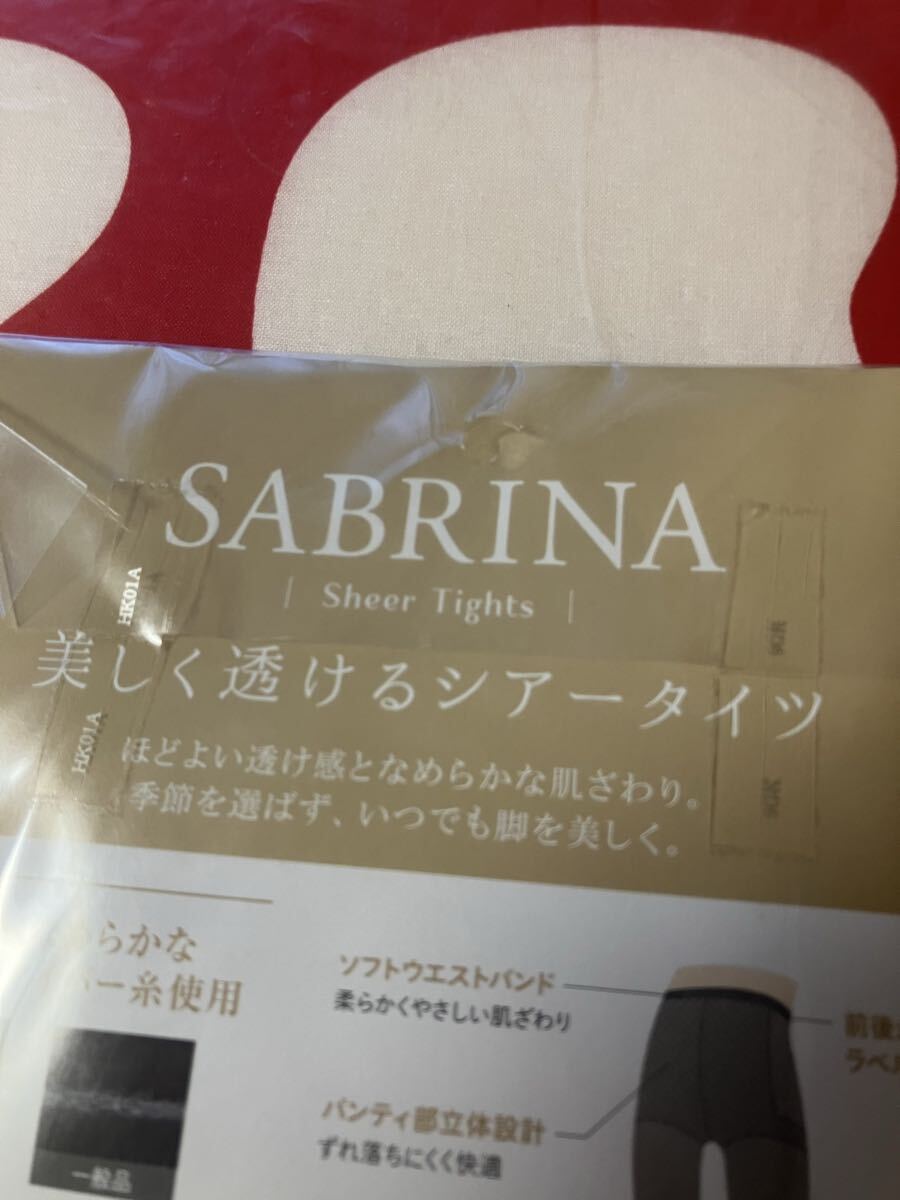 SABRINA
Sheer Tights
HK01A
美しく透けるシアータイツ
HK01A
ほどよい透け感となめらかな肌ざわり。
季節を選ばず、いつでも脚を美しく。
らかな
ー糸使用
ソフトウエストバンド
柔らかくやさしい肌ざわり
前後
ラベル
パンティ部立体設計
ずれ落ちにくく快適
一般品